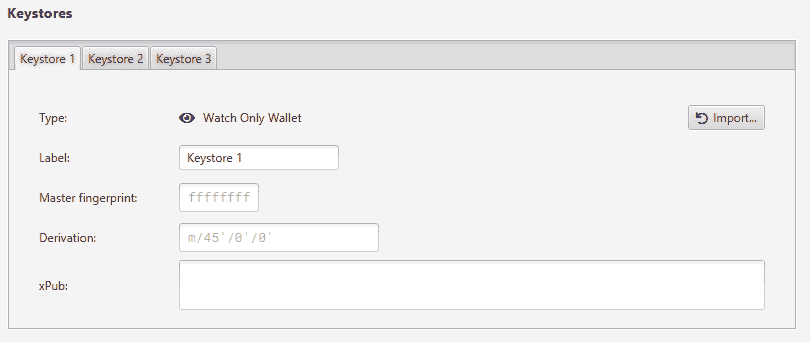 Keystores
Keystore 1 Keystore 2 Keystore 3
Type: Watch Only Wallet Import...
Label: Keystore 1
Master fingerprint: ffffffff
Derivation: m/45'/0'/0'
xPub: